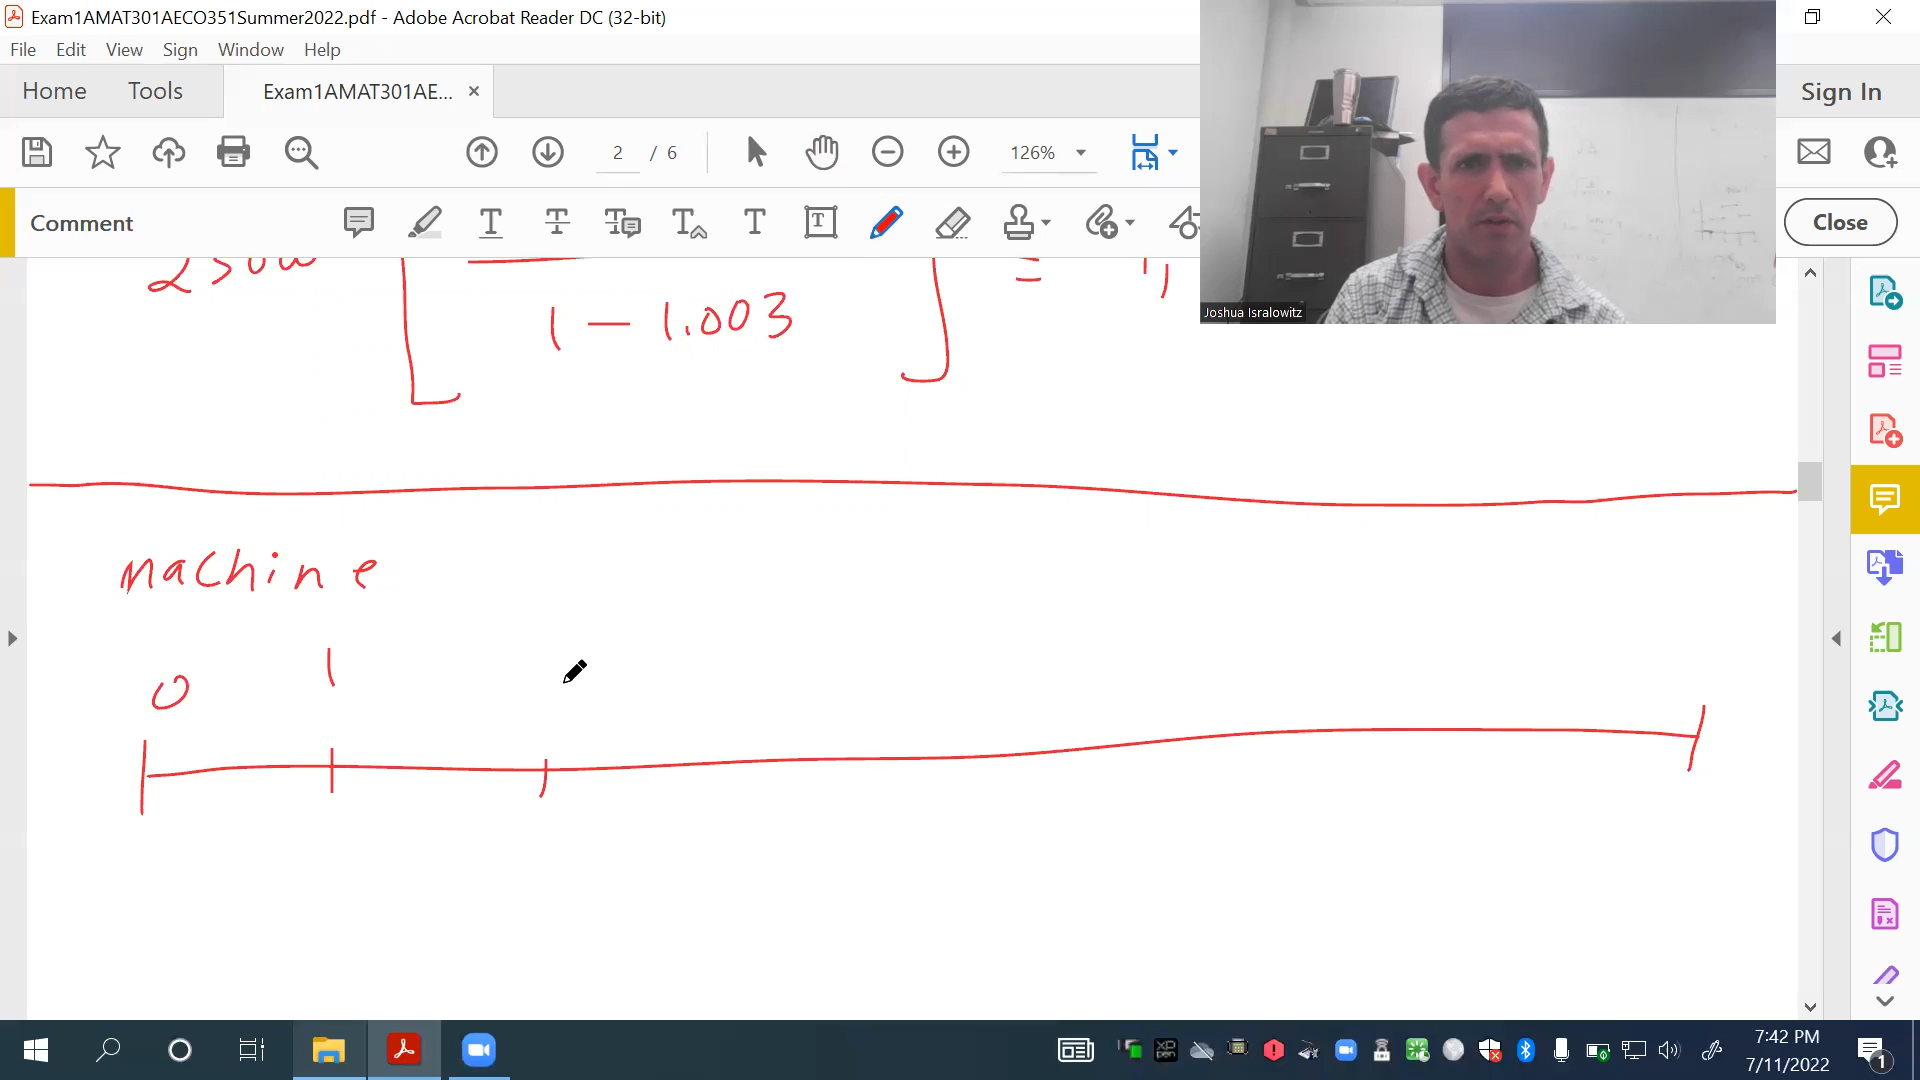 Exam1AMAT301AECO351Summer2022.pdf - Adobe Acrobat Reader DC (32-bit)
File Edit View Sign Window Help
Home Tools Exam1AMAT301AE... × Sign In
2 / 6 126%
Comment Close
Joshua Isralowitz
1 - 1.003
=
machine
0 1
7:42 PM
7/11/2022
1